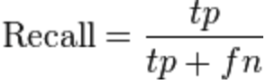 Recall = tp / tp + fn